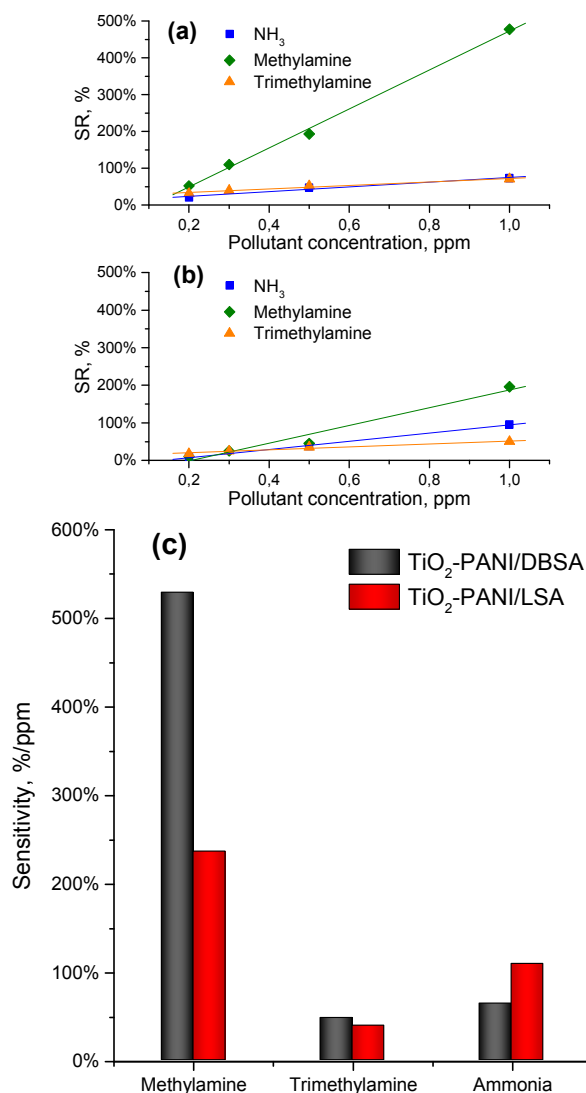 (a)
NH₃
Methylamine
Trimethylamine
500%
400%
300%
200%
100%
0%
SR, %
0,2
0,4
0,6
0,8
1,0
Pollutant concentration, ppm
(b)
NH₃
Methylamine
Trimethylamine
500%
400%
300%
200%
100%
0%
SR, %
0,2
0,4
0,6
0,8
1,0
Pollutant concentration, ppm
(c)
TiO₂-PANI/DBSA
TiO₂-PANI/LSA
600%
500%
400%
300%
200%
100%
0%
Sensitivity, %/ppm
Methylamine
Trimethylamine
Ammonia